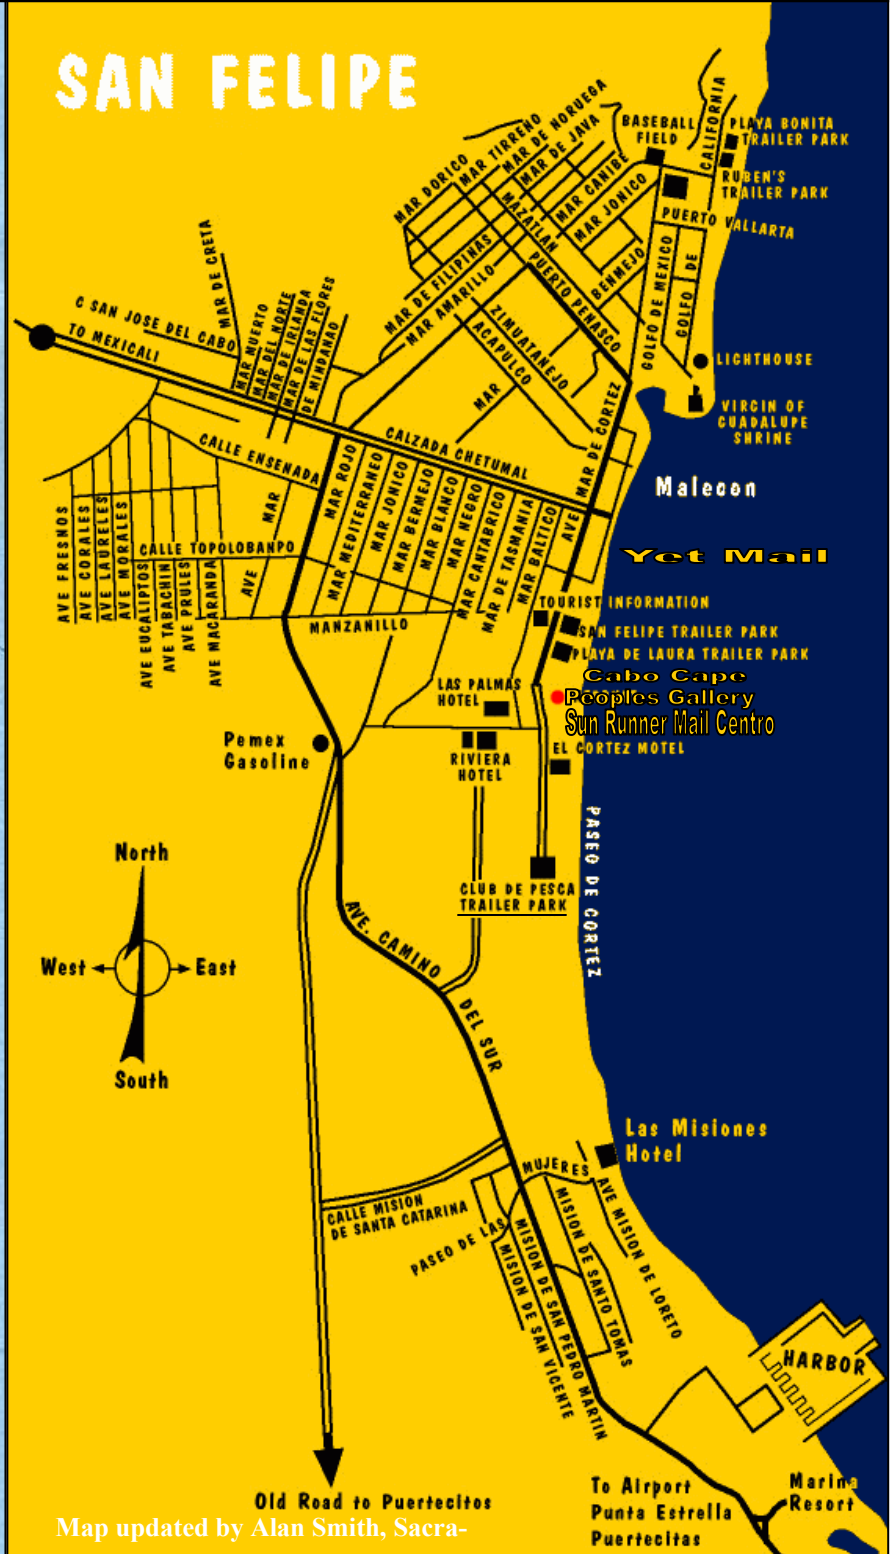 SAN FELIPE
BASEBALL
FIELD
CALIFORNIA
PLAYA BONITA
TRAILER PARK
RUBEN'S
TRAILER PARK
PUERTO VALLARTA
MAR DORICO
MAR TIRRENO
MAR DE NORUEGA
MAR DE JAVA
MAZATLAN
MAR CANIBE
MAR JONICO
MAR DE FILIPINAS
MAR AMARILLO
PUERTO PENASCO
BENMEJO
GOLFO DE MEXICO
GOLFO DE
ZIHUATANEJO
ACAPULCO
MAR
LIGHTHOUSE
VIRGIN OF
GUADALUPE
SHRINE
MAR DE CRETA
C SAN JOSE DEL CABO
TO MEXICALI
MAR MUERTO
MAR DEL NORTE
MAR DE IRLANDA
MAR DE LAS FLORES
DE MINDANAO
CALZADA CHETUMAL
AVE MAR DE CORTEZ
Malecon
CALLE ENSENADA
MAR ROJO
MAR MEDITERRANEO
MAR JONICO
MAR BERMEJO
MAR BLANCO
MAR NEGRO
MAR CANTABRICO
MAR DE TASMANIA
MAR BALTICO
AVE MAR
CALLE TOPOLOBANPO
AVE FRESNOS
AVE CORALES
AVE LAURELES
AVE MORALES
AVE EUCALIPTOS
AVE TABACHIN
AVE PRULES
AVE MACARANDA
MANZANILLO
Yet Mail
TOURIST INFORMATION
SAN FELIPE TRAILER PARK
PLAYA DE LAURA TRAILER PARK
Cabo Cape
Peoples Gallery
Sun Runner Mail Centro
LAS PALMAS
HOTEL
RIVIERA
HOTEL
EL CORTEZ MOTEL
Pemex
Gasoline
PASEO DE CORTEZ
CLUB DE PESCA
TRAILER PARK
North
West
East
South
AVE. CAMINO
DEL SUR
Las Misiones
Hotel
MUJERES
PASEO DE LAS
CALLE MISION
DE SANTA CATARINA
AVE MISION DE LORETO
MISION DE SANTO TOMAS
MISION DE SAN PEDRO MARTIN
MISION DE SAN VICENTE
HARBOR
Old Road to Puertecitos
To Airport
Punta Estrella
Puertecitas
Marina
Resort
Map updated by Alan Smith, Sacra-